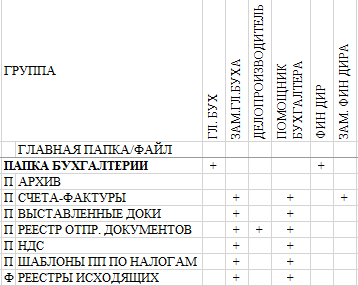 ГРУППА
ГЛ. БУХ
ЗАМ.ГЛ.БУХА
ДЕЛОПРОИЗВОДИТЕЛЬ
ПОМОЩНИК
БУХГАЛТЕРА
ФИН ДИР
ЗАМ. ФИН ДИРА
ГЛАВНАЯ ПАПКА/ФАЙЛ
ПАПКА БУХГАЛТЕРИИ + +
П АРХИВ
П СЧЕТА-ФАКТУРЫ + + +
П ВЫСТАВЛЕННЫЕ ДОКИ + +
П РЕЕСТР ОТПР. ДОКУМЕНТОВ + + +
П НДС + +
П ШАБЛОНЫ ПП ПО НАЛОГАМ + +
Ф РЕЕСТРЫ ИСХОДЯЩИХ + +